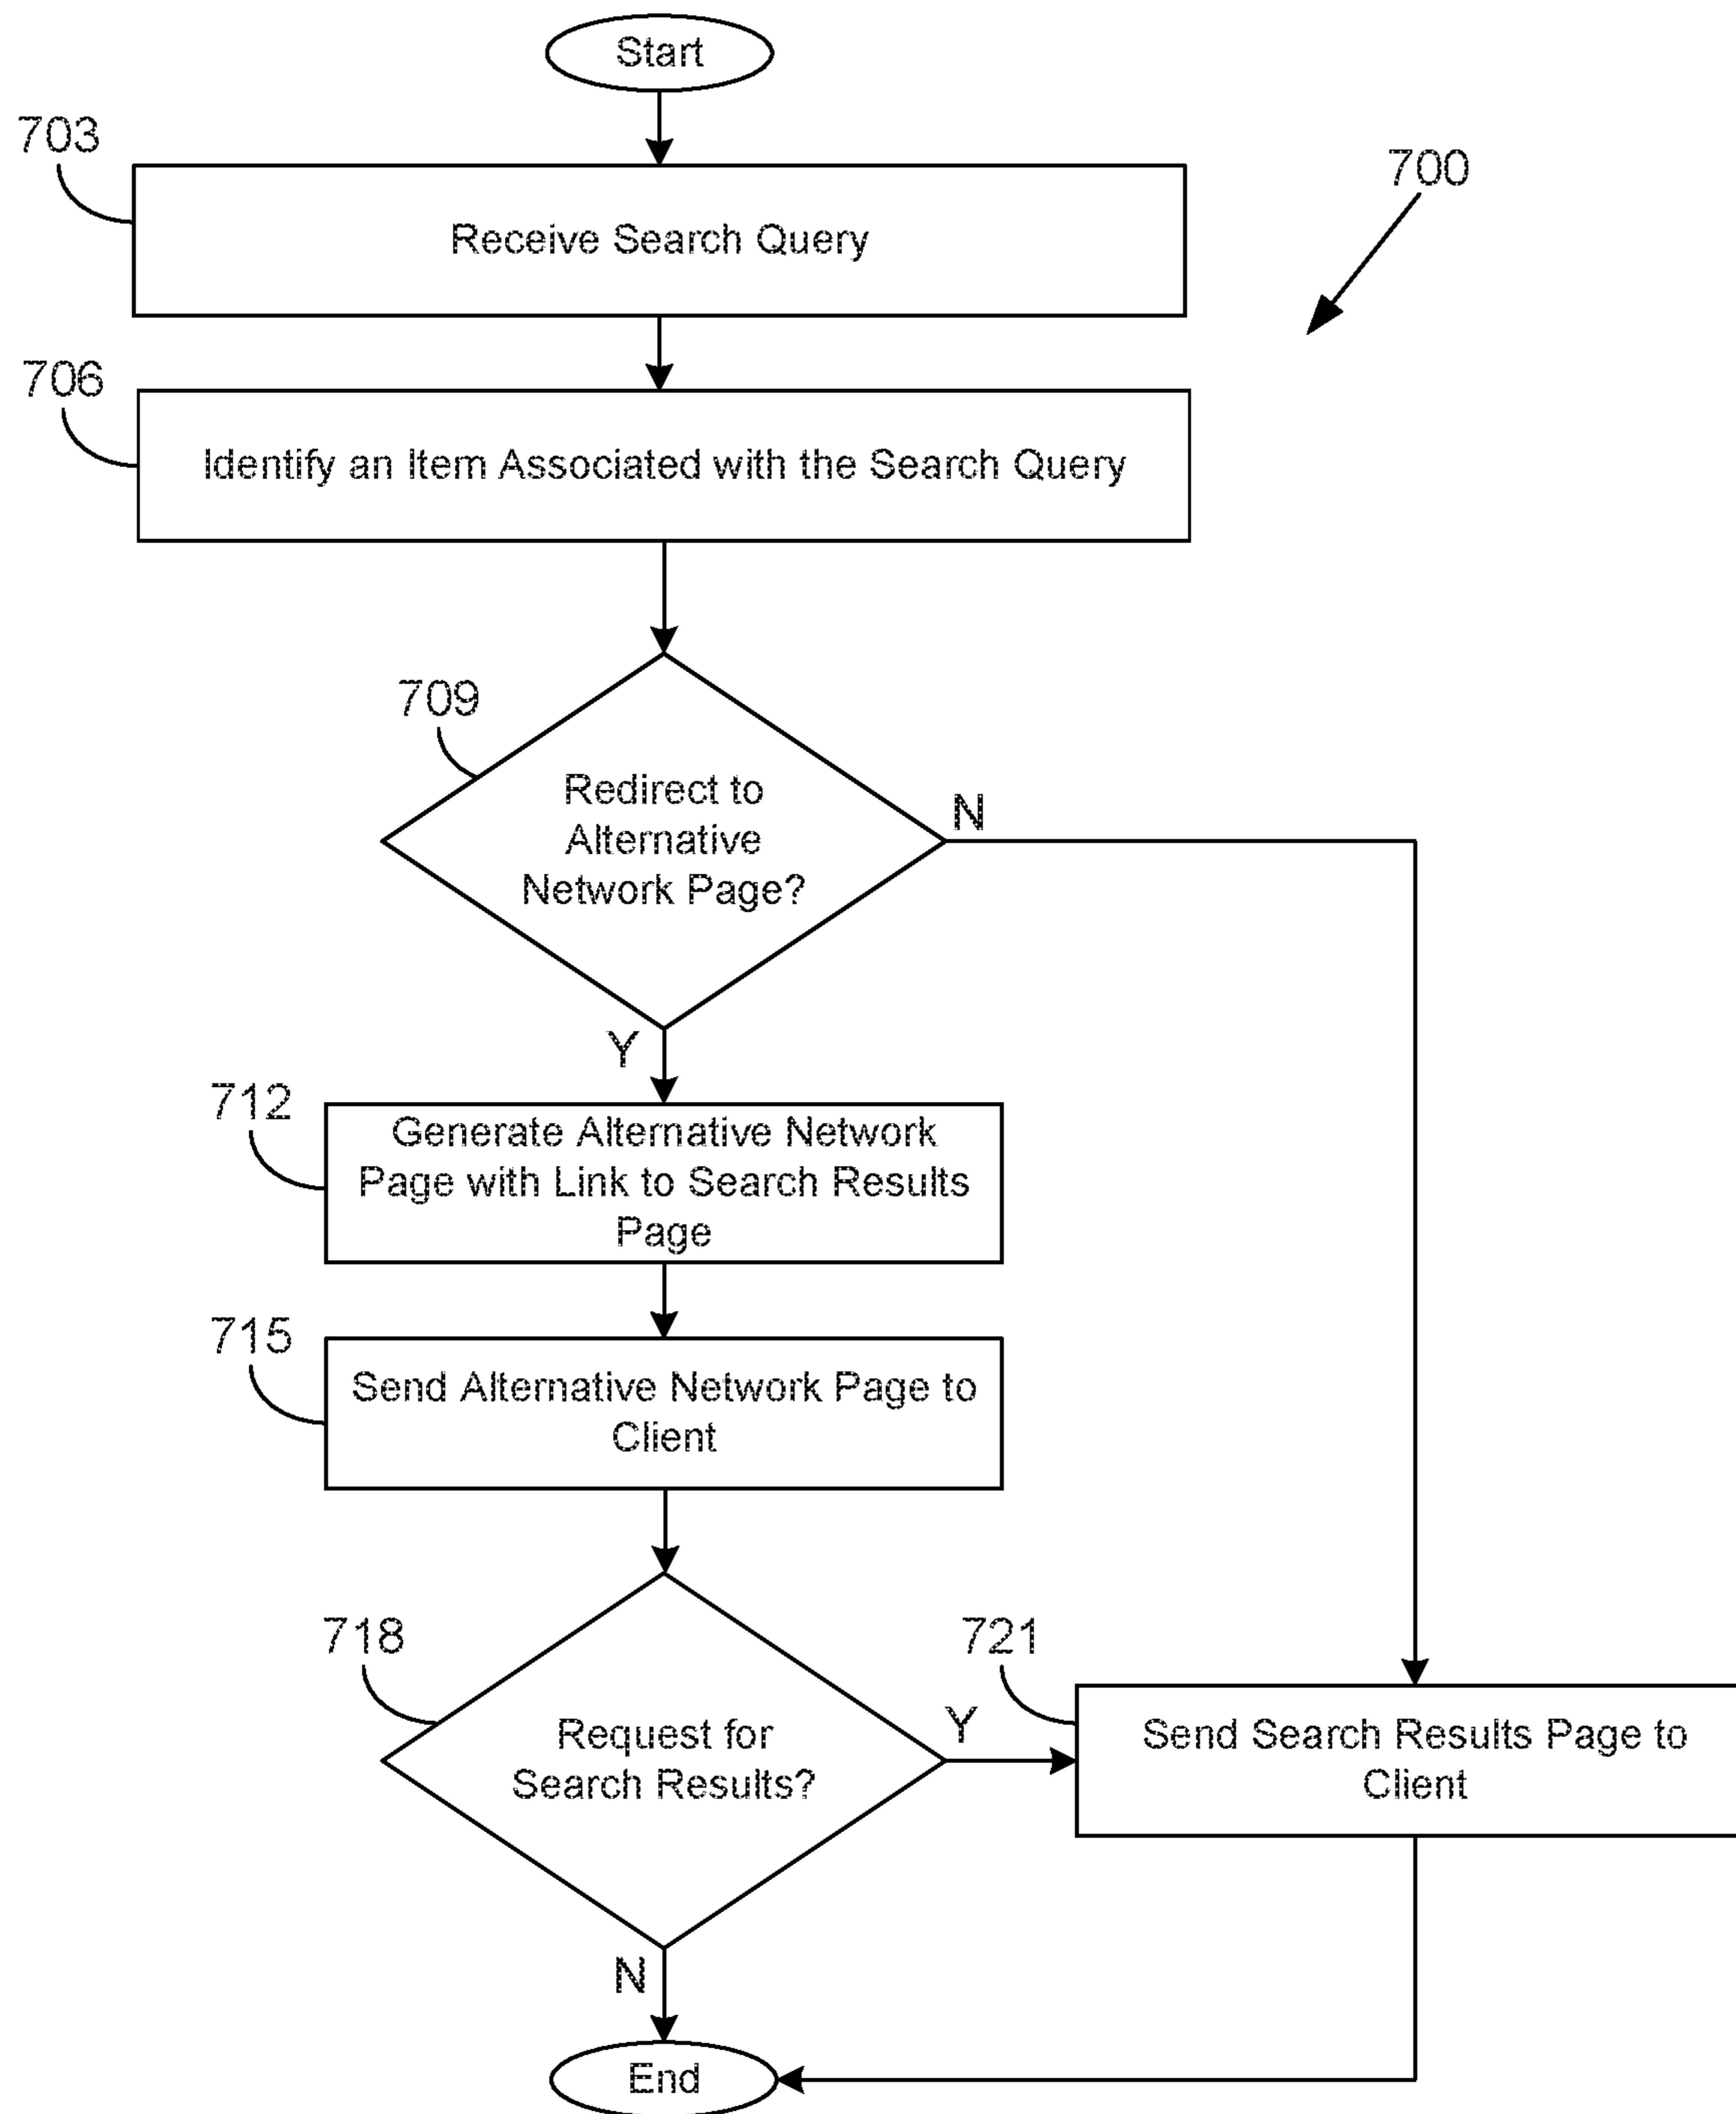 Start
703
700
Receive Search Query
706
Identify an Item Associated with the Search Query
709
Redirect to
Alternative
Network Page?
N
Y
712
Generate Alternative Network
Page with Link to Search Results
Page
715
Send Alternative Network Page to
Client
718
Request for
Search Results?
Y
721
Send Search Results Page to
Client
N
End